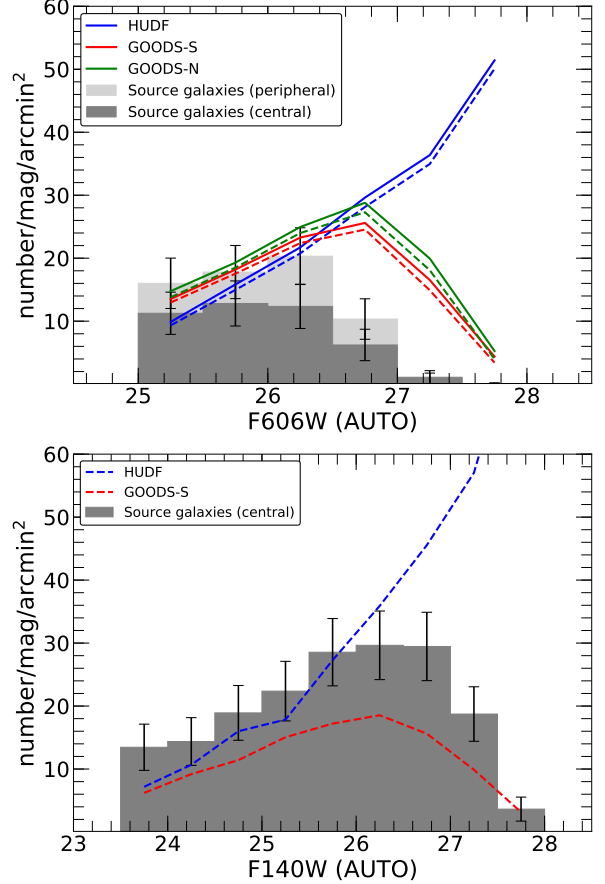 60
50
40
30
20
10
number/mag/arcmin²
HUDF
GOODS-S
GOODS-N
Source galaxies (peripheral)
Source galaxies (central)
25 26 27 28
F606W (AUTO)
60
50
40
30
20
10
number/mag/arcmin²
HUDF
GOODS-S
Source galaxies (central)
23 24 25 26 27 28
F140W (AUTO)